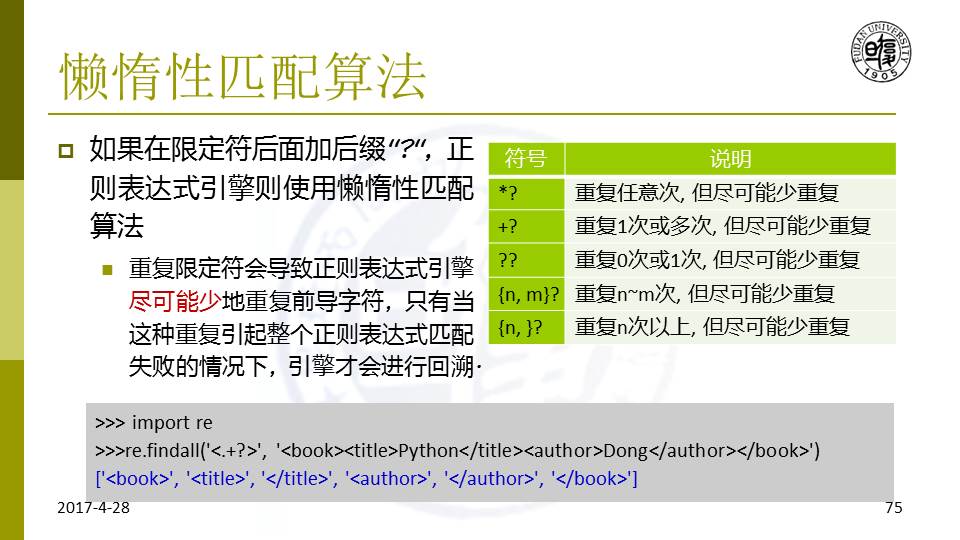 懒惰性匹配算法
FUDAN UNIVERSITY
1905
如果在限定符后面加后缀“?“，正
则表达式引擎则使用懒惰性匹配
算法
重复限定符会导致正则表达式引擎
尽可能少地重复前导字符，只有当
这种重复引起整个正则表达式匹配
失败的情况下，引擎才会进行回溯.
符号 说明
*? 重复任意次, 但尽可能少重复
+? 重复1次或多次, 但尽可能少重复
?? 重复0次或1次, 但尽可能少重复
{n, m}? 重复n~m次, 但尽可能少重复
{n, }? 重复n次以上, 但尽可能少重复
>>> import re
>>>re.findall('<.+?>', '<book><title>Python</title><author>Dong</author></book>')
['<book>', '<title>', '</title>', '<author>', '</author>', '</book>']
2017-4-28
75